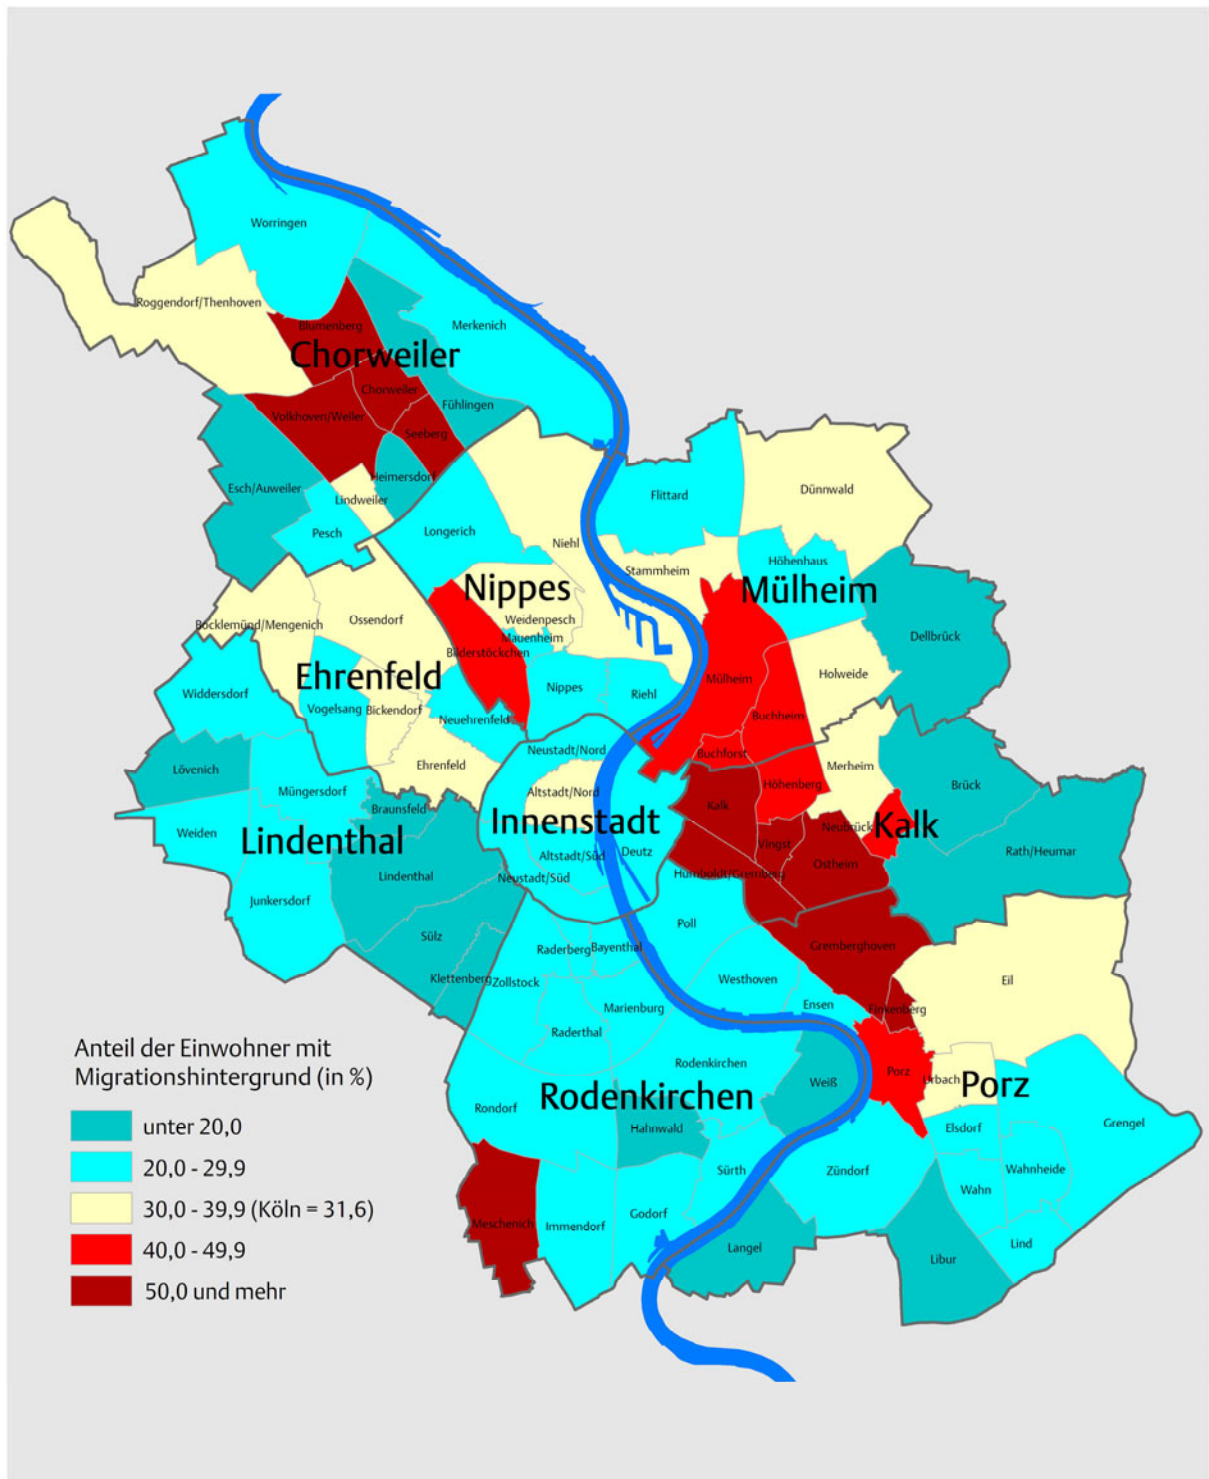 Worringen
Roggendorf/Thenhoven
Blumenberg
Merkenich
Chorweiler
Chorweiler
Fühlingen
Volkhoven/Weiler
Seeberg
Heimersdorf
Esch/Auweiler
Lindweiler
Pesch
Longerich
Niehl
Flittard
Dünnwald
Stammheim
Höhenhaus
Nippes
Mülheim
Weidenpesch
Mauenheim
Bilderstöckchen
Ossendorf
Bocklemünd/Mengenich
Dellbrück
Ehrenfeld
Widdersdorf
Vogelsang
Bickendorf
Neuehrenfeld
Nippes
Riehl
Mülheim
Holweide
Buchheim
Neustadt/Nord
Buchforst
Merheim
Lövenich
Ehrenfeld
Höhenberg
Brück
Müngersdorf
Altstadt/Nord
Braunsfeld
Kalk
Innenstadt
Kalk
Neubrück
Weiden
Lindenthal
Vingst
Ostheim
Rath/Heumar
Altstadt/Süd
Deutz
Lindenthal
Neustadt/Süd
Humboldt/Gremberg
Junkersdorf
Poll
Sülz
Raderberg
Bayenthal
Gremberghoven
Klettenberg
Zollstock
Westhoven
Eil
Marienburg
Ensen
Finkenberg
Raderthal
Rodenkirchen
Weiß
Porz
Urbach
Porz
Rodenkirchen
Rondorf
Hahnwald
Elsdorf
Grengel
Sürth
Zündorf
Wahnheide
Wahn
Meschenich
Immendorf
Godorf
Langel
Libur
Lind
Anteil der Einwohner mit
Migrationshintergrund (in %)
unter 20,0
20,0 - 29,9
30,0 - 39,9 (Köln = 31,6)
40,0 - 49,9
50,0 und mehr